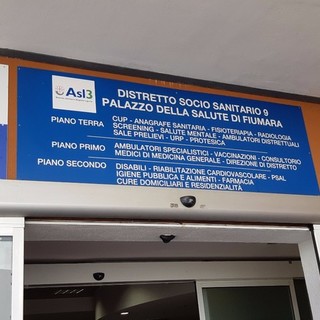 Asl3
DISTRETTO SOCIO SANITARIO 9
PALAZZO DELLA SALUTE DI FIUMARA
PIANO TERRA CUP - ANAGRAFE SANITARIA - FISIOTERAPIA - RADIOLOGIA
SCREENING - SALUTE MENTALE - AMBULATORI DISTRETTUALI
SALE PRELIEVI - URP - PROTESICA
PIANO PRIMO AMBULATORI SPECIALISTICI - VACCINAZIONI - CONSULTORIO
MEDICI DI MEDICINA GENERALE - DIREZIONE DI DISTRETTO
PIANO SECONDO DISABILI - RIABILITAZIONE CARDIOVASCOLARE - PSAL
IGIENE PUBBLICA E ALIMENTI - FARMACIA
CURE DOMICILIARI E RESIDENZIALITÀ